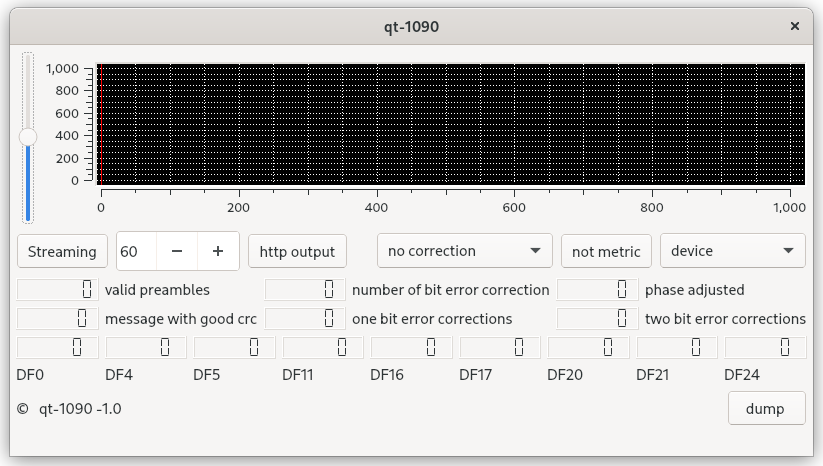 qt-1090
1,000
800
600
400
200
0
0 200 400 600 800 1,000
Streaming 60 − + http output no correction not metric device
0 valid preambles 0 number of bit error correction 0 phase adjusted
0 message with good crc 0 one bit error corrections 0 two bit error corrections
0 0 0 0 0 0 0 0 0
DF0 DF4 DF5 DF11 DF16 DF17 DF20 DF21 DF24
© qt-1090 -1.0 dump